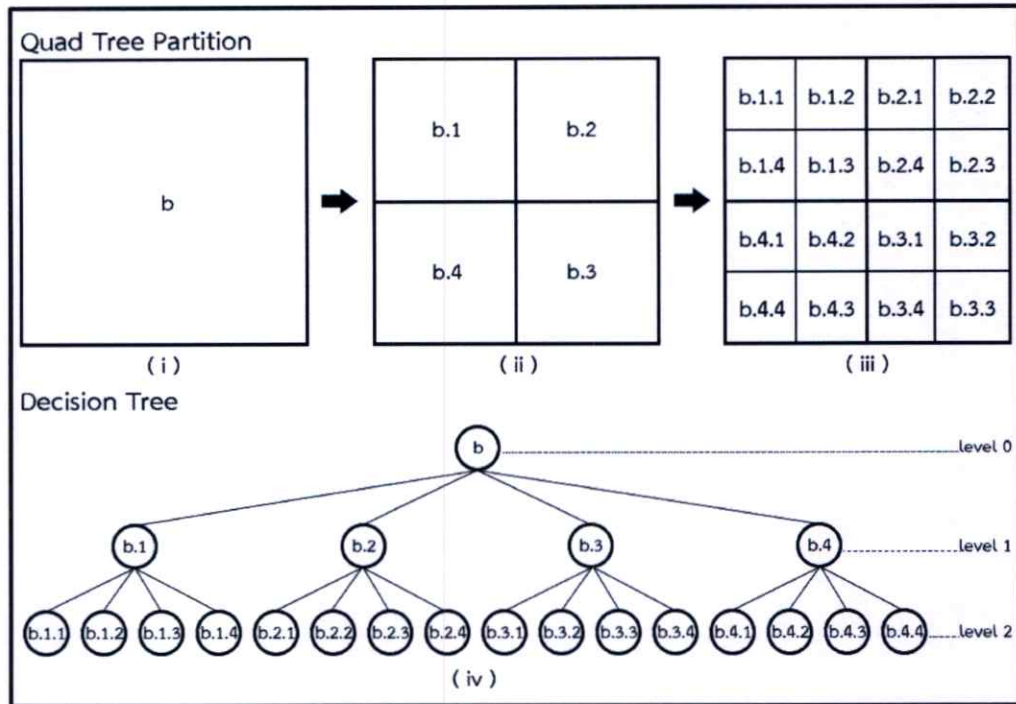 Quad Tree Partition
b
b.1 b.2
b.4 b.3
b.1.1 b.1.2 b.2.1 b.2.2
b.1.4 b.1.3 b.2.4 b.2.3
b.4.1 b.4.2 b.3.1 b.3.2
b.4.4 b.4.3 b.3.4 b.3.3
( i ) ( ii ) ( iii )
Decision Tree
b level 0
b.1 b.2 b.3 b.4 level 1
b.1.1 b.1.2 b.1.3 b.1.4 b.2.1 b.2.2 b.2.3 b.2.4 b.3.1 b.3.2 b.3.3 b.3.4 b.4.1 b.4.2 b.4.3 b.4.4 level 2
( iv )